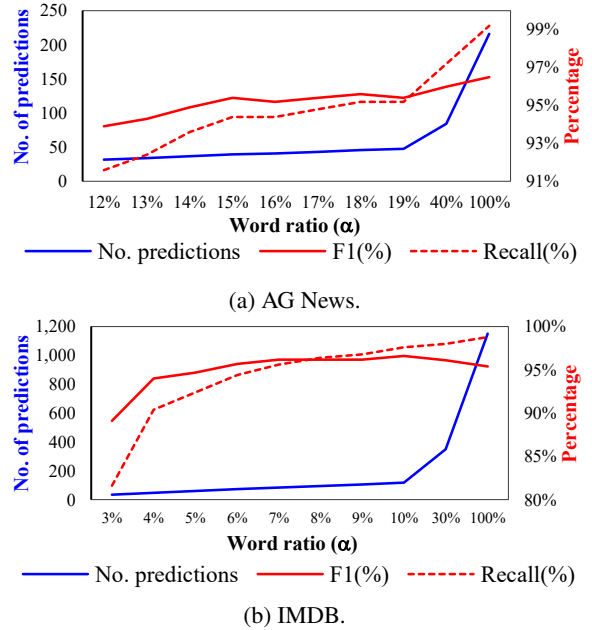 250
200
150
100
50
0
No. of predictions
99%
97%
95%
93%
91%
Percentage
12% 13% 14% 15% 16% 17% 18% 19% 40% 100%
Word ratio (α)
No. predictions F1(%) Recall(%)
(a) AG News.
1,200
1,000
800
600
400
200
0
No. of predictions
100%
95%
90%
85%
80%
Percentage
3% 4% 5% 6% 7% 8% 9% 10% 30% 100%
Word ratio (α)
No. predictions F1(%) Recall(%)
(b) IMDB.